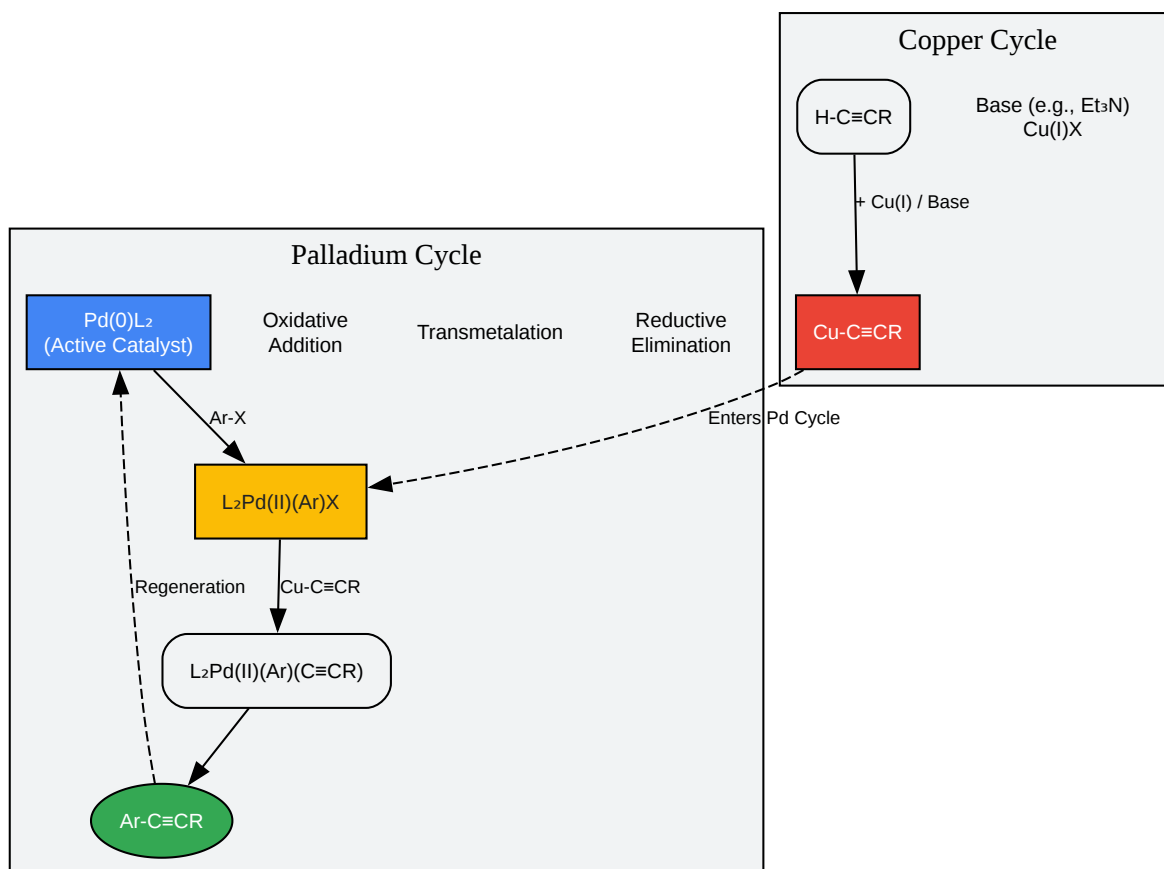 Copper Cycle
H-C≡CR
Base (e.g., Et₃N)
Cu(I)X
+ Cu(I) / Base
Cu-C≡CR
Enters Pd Cycle
Palladium Cycle
Pd(0)L₂
(Active Catalyst)
Oxidative
Addition
Transmetalation
Reductive
Elimination
Ar-X
L₂Pd(II)(Ar)X
Regeneration
Cu-C≡CR
L₂Pd(II)(Ar)(C≡CR)
Ar-C≡CR